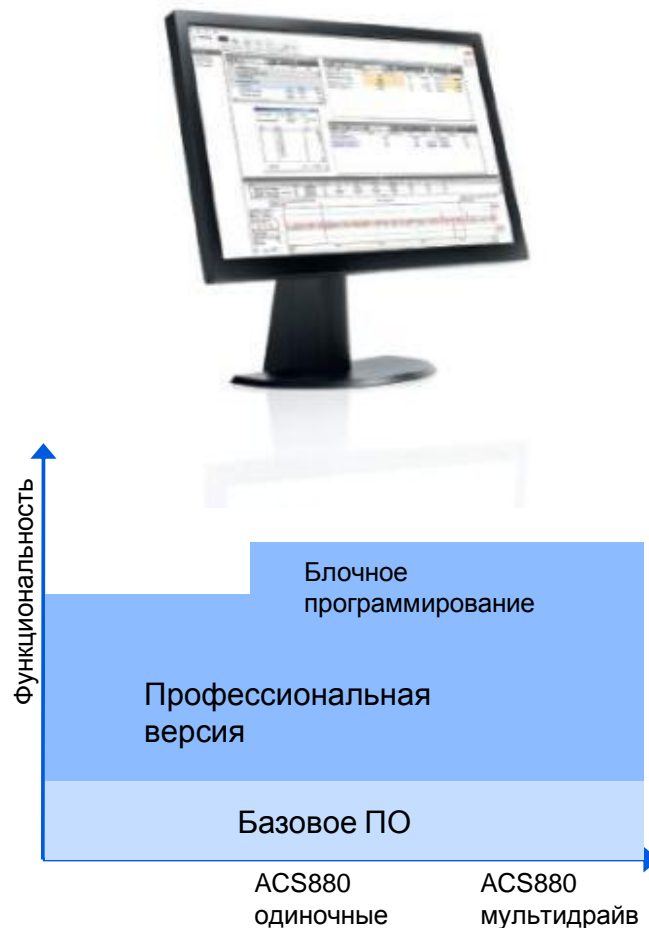 Функциональность
Блочное
программирование
Профессиональная
версия
Базовое ПО
ACS880
одиночные
ACS880
мультидрайв